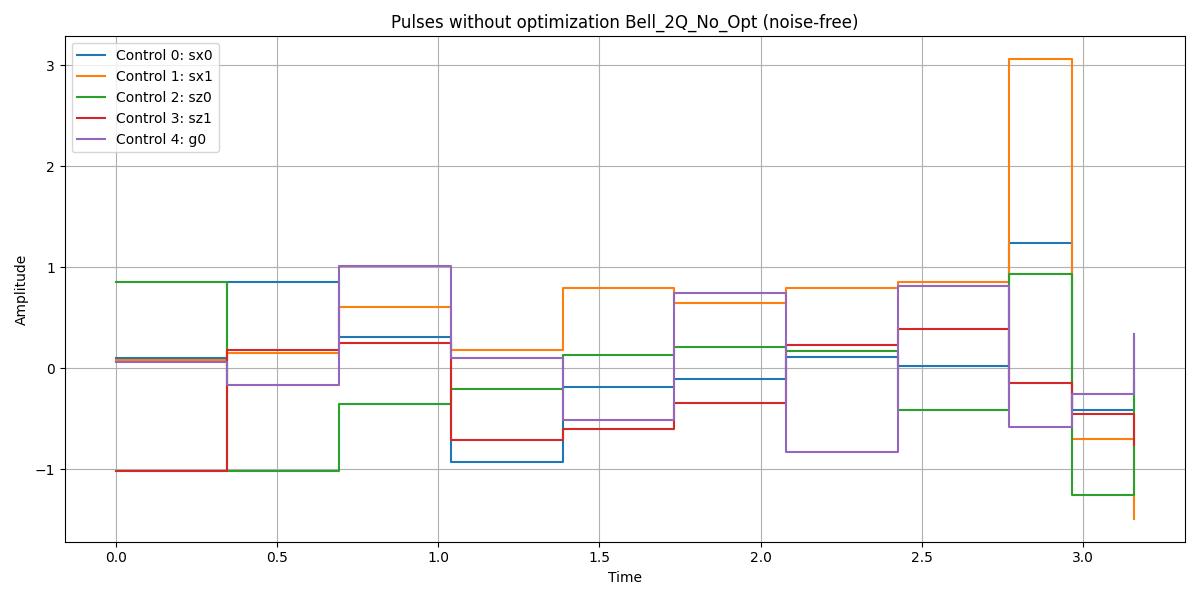 Pulses without optimization Bell_2Q_No_Opt (noise-free)
Control 0: sx0
Control 1: sx1
Control 2: sz0
Control 3: sz1
Control 4: g0
Amplitude
3
2
1
0
−1
0.0 0.5 1.0 1.5 2.0 2.5 3.0
Time